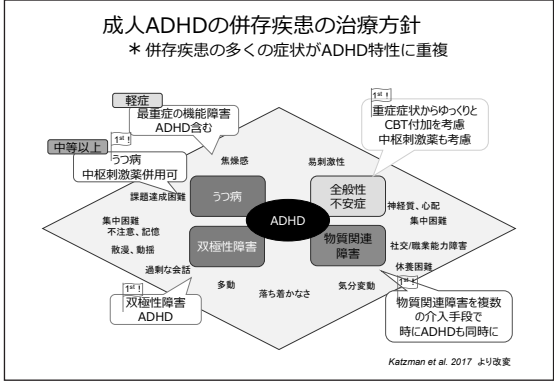 成人ADHDの併存疾患の治療方針
＊併存疾患の多くの症状がADHD特性に重複
軽症
最重症の機能障害
ADHD含む
1st !
中等以上
うつ病
中枢刺激薬併用可
1st !
重症症状からゆっくりと
CBT付加を考慮
中枢刺激薬も考慮
焦燥感
易刺激性
課題達成困難
うつ病
全般性
不安症
神経質、心配
集中困難
ADHD
集中困難
不注意、記憶
散漫、動揺
双極性障害
物質関連
障害
社交/職業能力障害
休養困難
過剰な会話
多動
落ち着かなさ
気分変動
1st !
双極性障害
ADHD
1st !
物質関連障害を複数
の介入手段で
時にADHDも同時に
Katzman et al. 2017 より改変